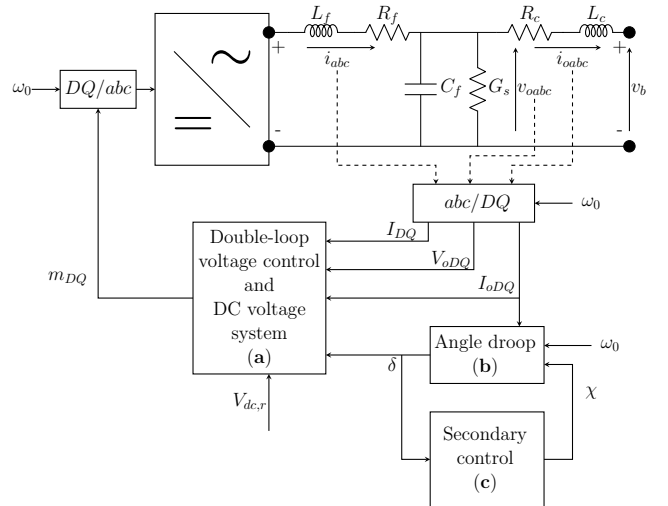 L_f R_f R_c L_c
+ i_abc i_oabc +
ω_0 DQ/abc ~ = C_f G_s v_oabc v_b
- -
abc/DQ ω_0
I_DQ
V_oDQ
I_oDQ
Double-loop
voltage control
and
DC voltage
system
(a)
m_DQ
Angle droop
(b)
ω_0
δ
χ
V_dc,r
Secondary
control
(c)